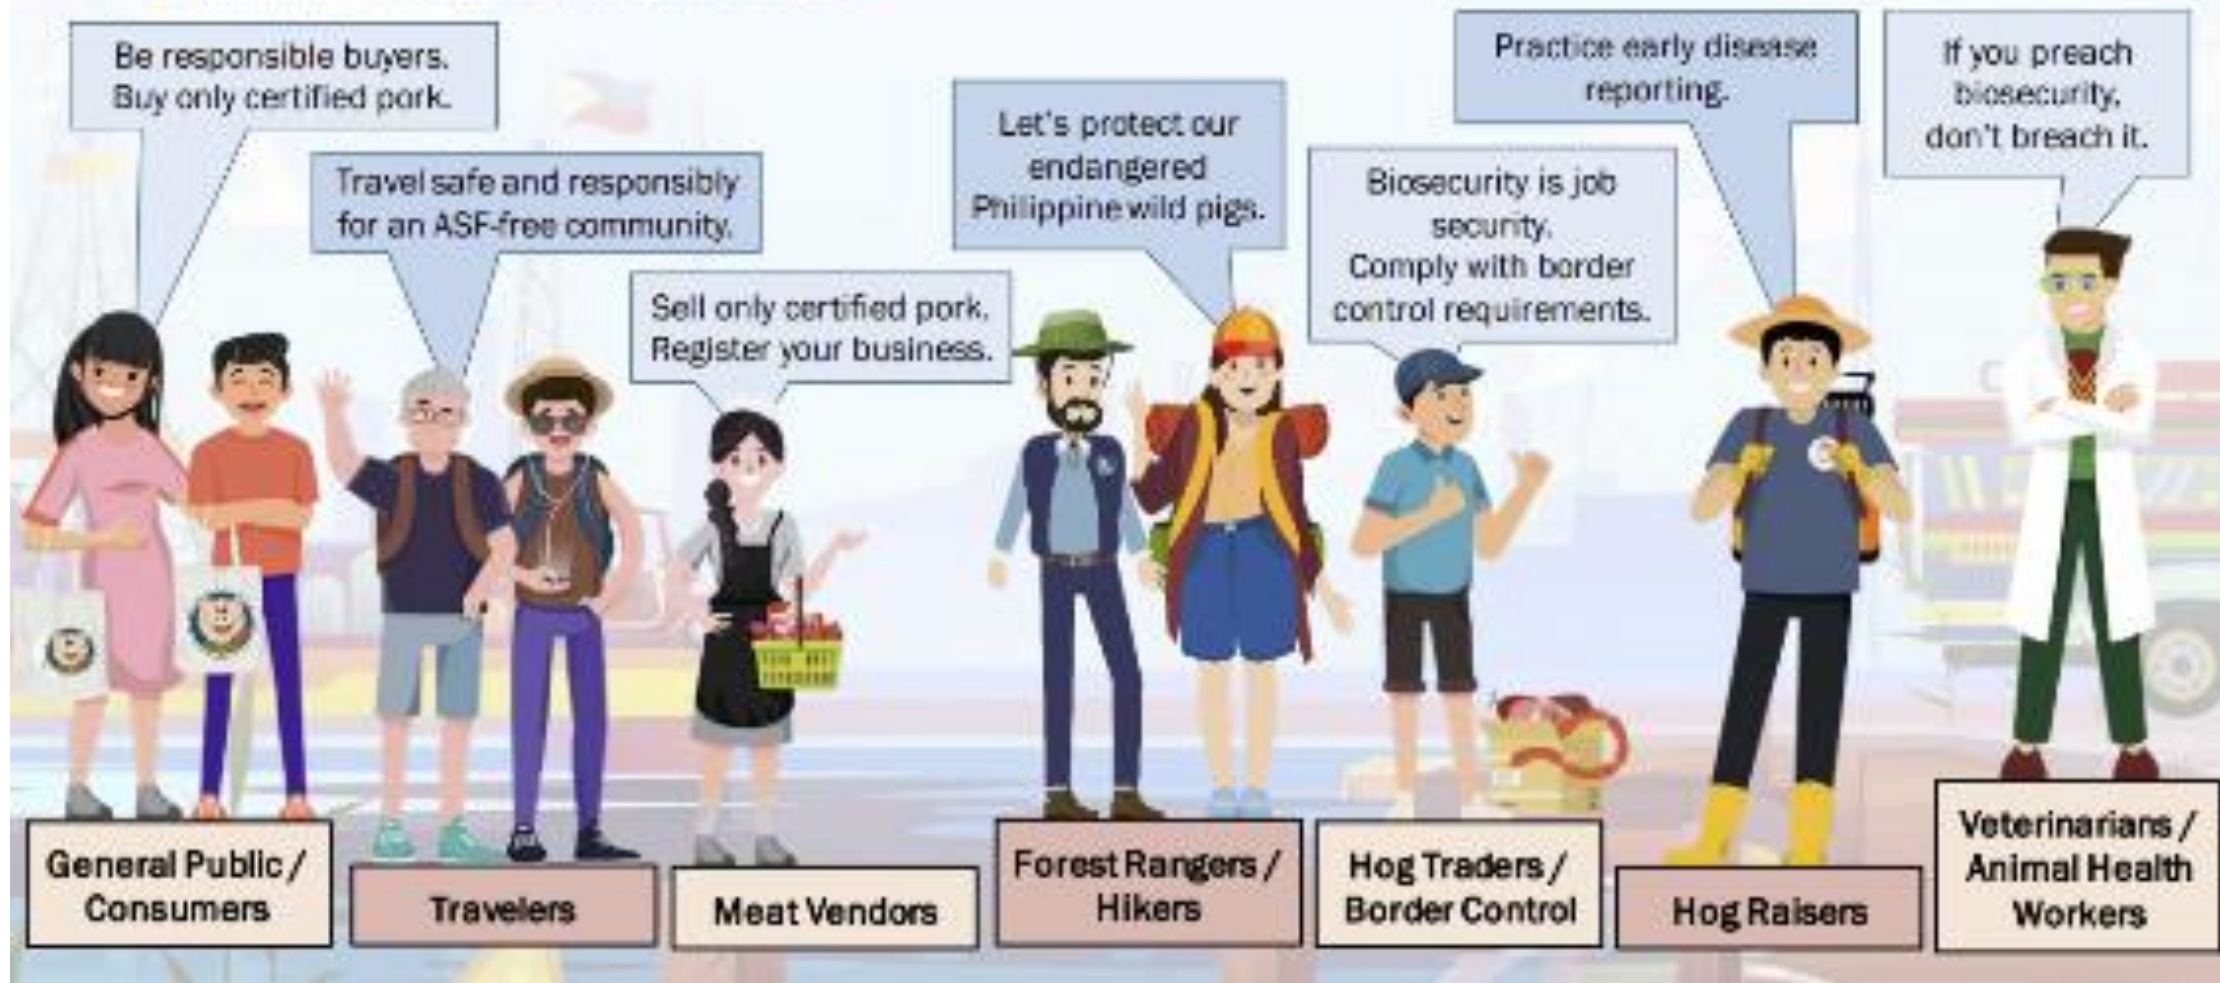 Be responsible buyers.
Buy only certified pork.
Travel safe and responsibly
for an ASF-free community.
Sell only certified pork.
Register your business.
Let's protect our
endangered
Philippine wild pigs.
Biosecurity is job
security.
Comply with border
control requirements.
Practice early disease
reporting.
If you preach
biosecurity,
don't breach it.
General Public /
Consumers
Travelers
Meat Vendors
Forest Rangers /
Hikers
Hog Traders /
Border Control
Hog Raisers
Veterinarians /
Animal Health
Workers